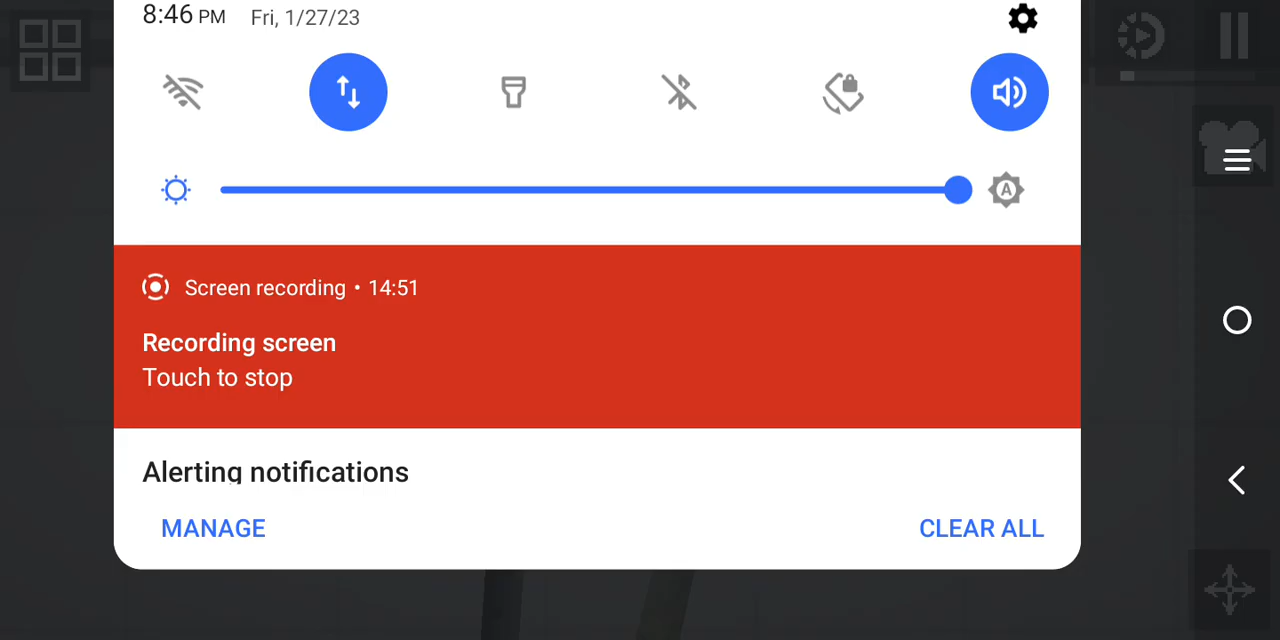 8:46 PM Fri, 1/27/23
A
Screen recording • 14:51
Recording screen
Touch to stop
Alerting notifications
MANAGE CLEAR ALL